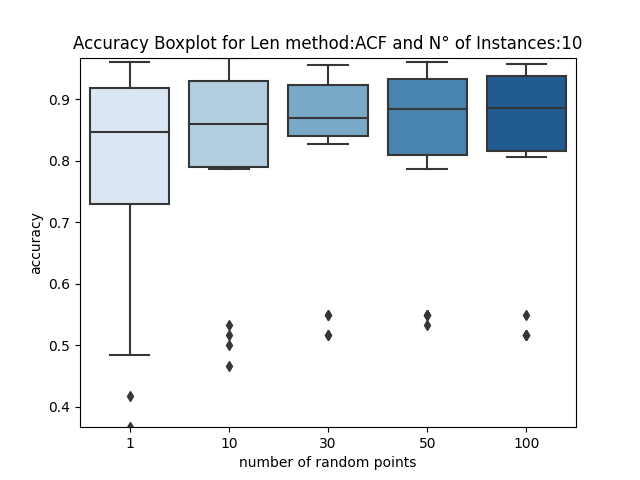 Accuracy Boxplot for Len method:ACF and N° of Instances:10
accuracy
0.9
0.8
0.7
0.6
0.5
0.4
1 10 30 50 100
number of random points